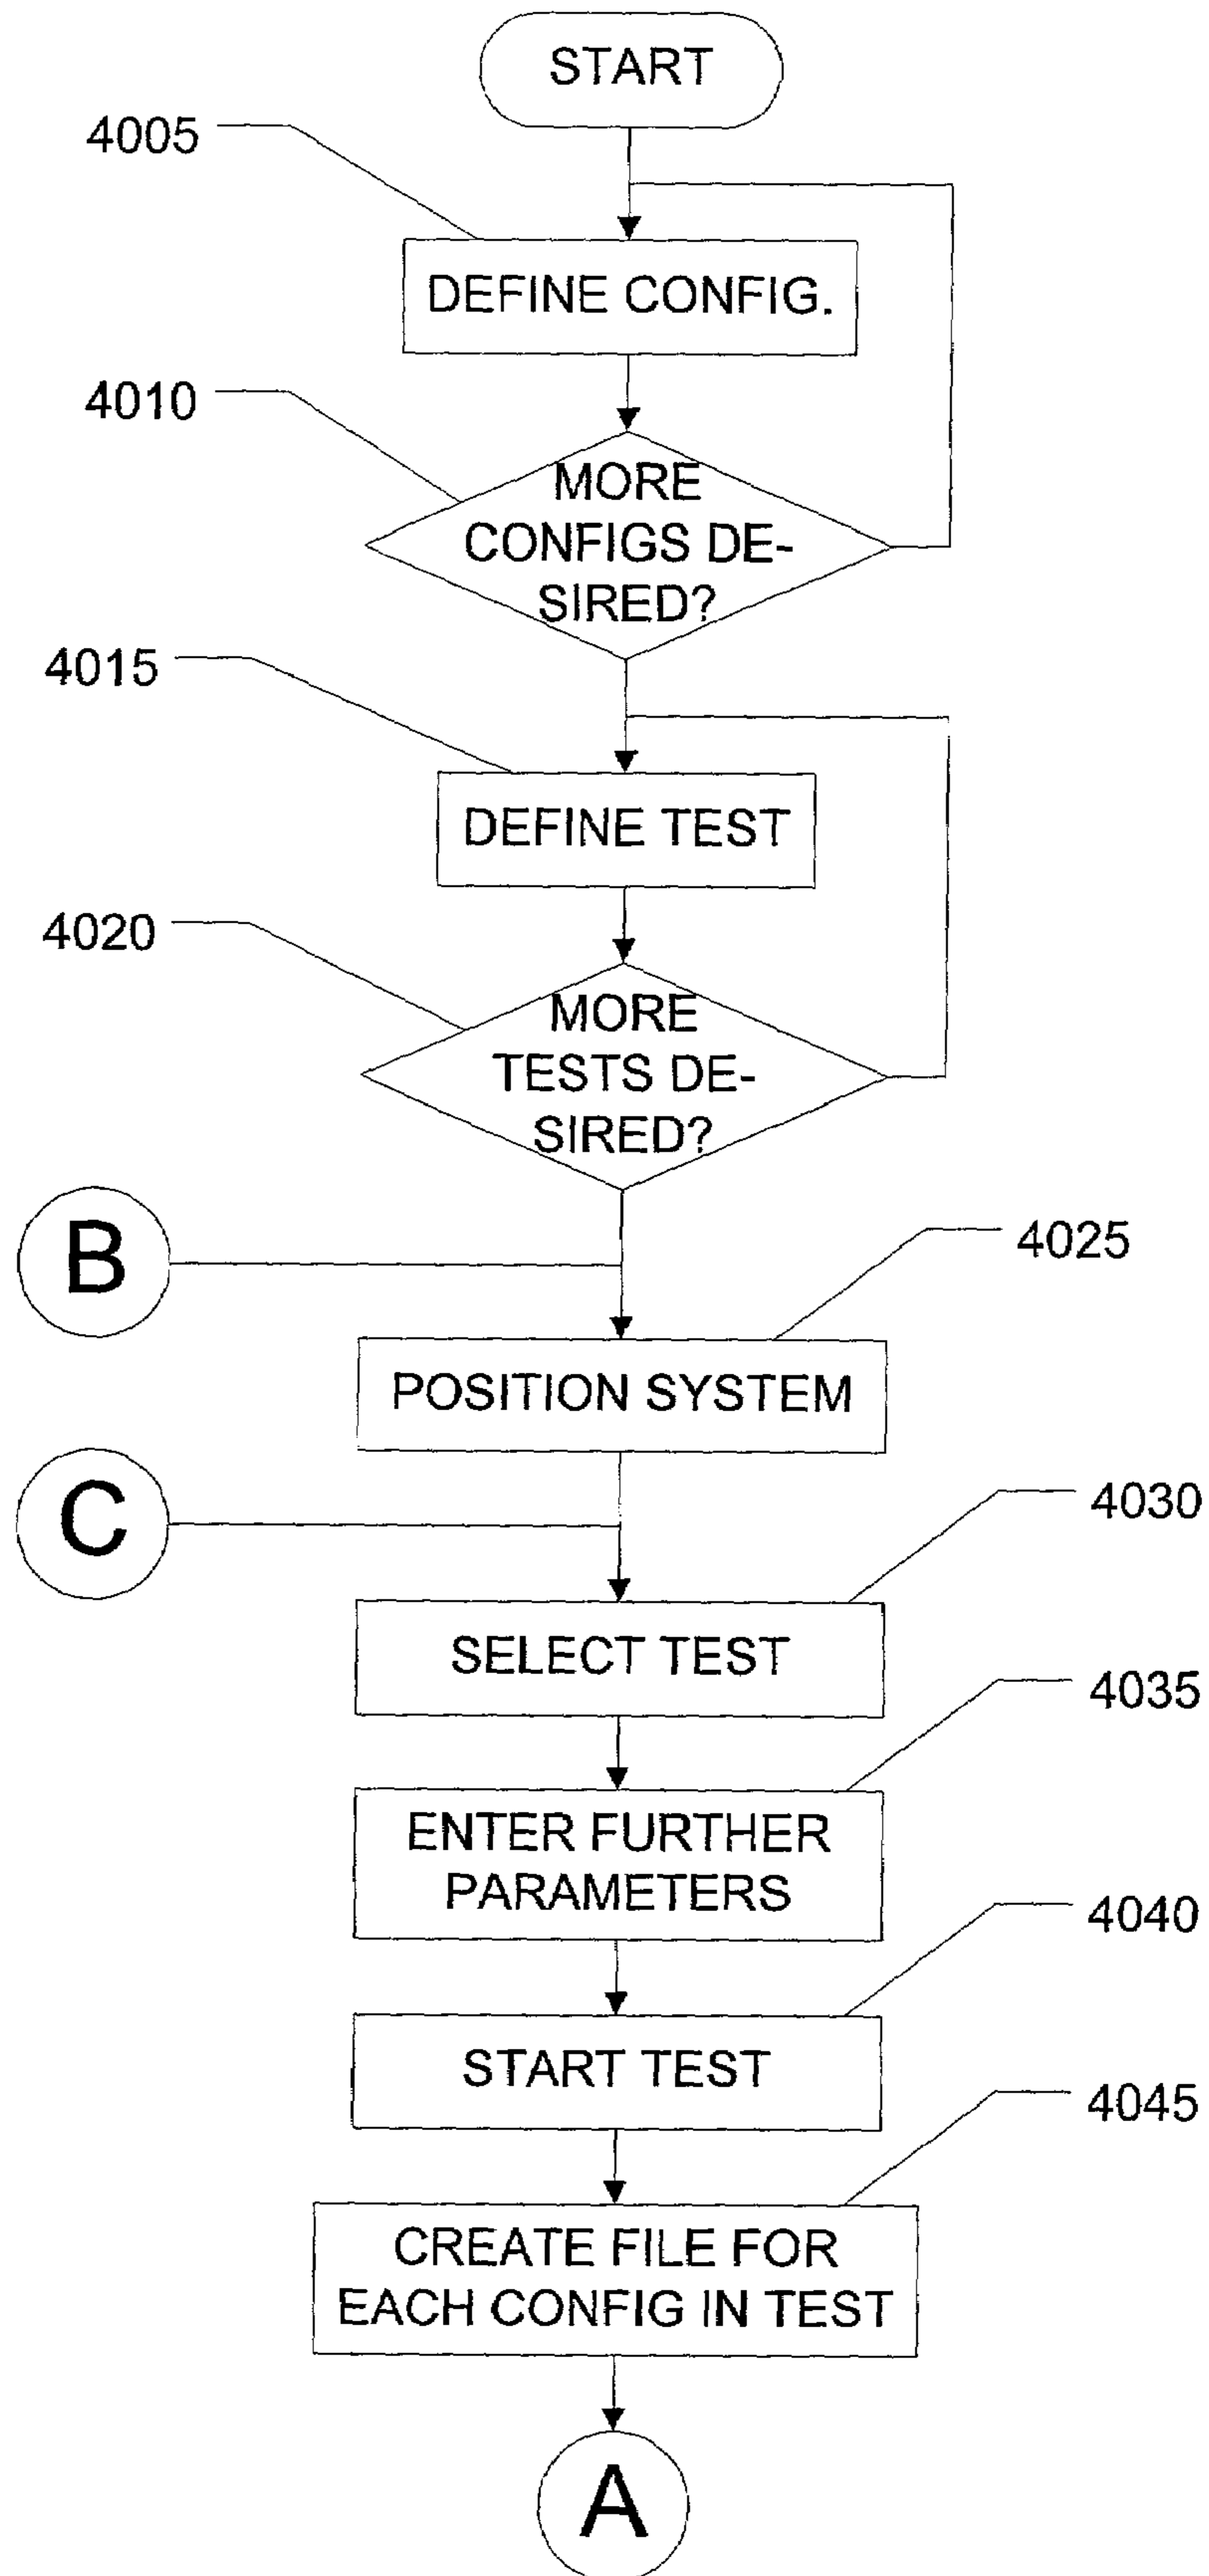 START
4005
DEFINE CONFIG.
4010
MORE
CONFIGS DE-
SIRED?
4015
DEFINE TEST
4020
MORE
TESTS DE-
SIRED?
B
4025
POSITION SYSTEM
C
4030
SELECT TEST
4035
ENTER FURTHER
PARAMETERS
4040
START TEST
4045
CREATE FILE FOR
EACH CONFIG IN TEST
A